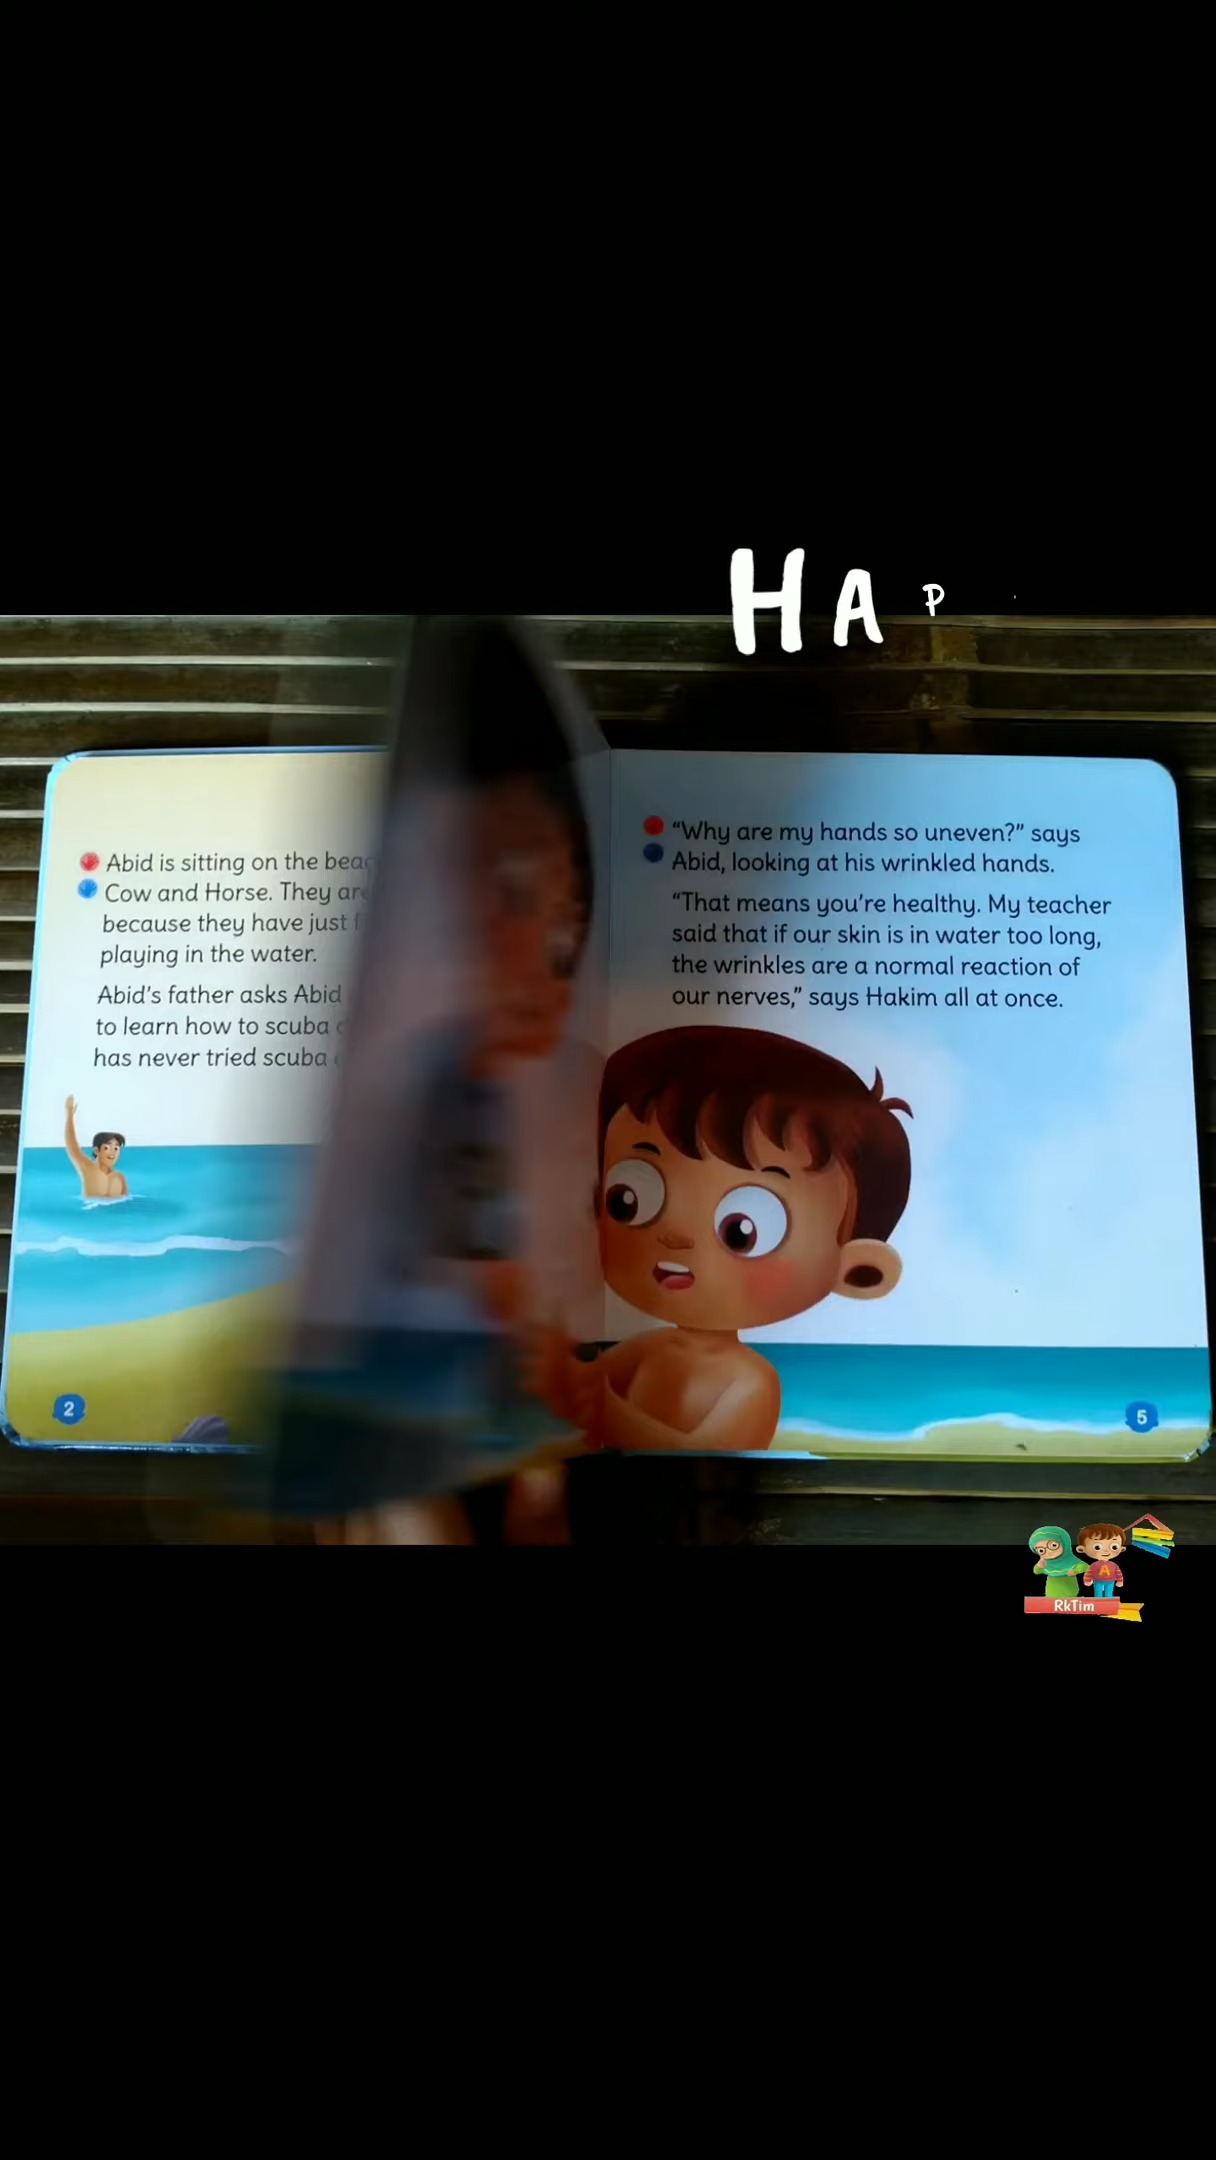 HAP
Abid is sitting on the
Cow and Horse. They are
because they have just
playing in the water.
Abid's father asks Abid
to learn how to scuba
has never tried scuba
2
"Why are my hands so uneven?" says
Abid, looking at his wrinkled hands.
"That means you're healthy. My teacher
said that if our skin is in water too long,
the wrinkles are a normal reaction of
our nerves," says Hakim all at once.
5
A
RkTim